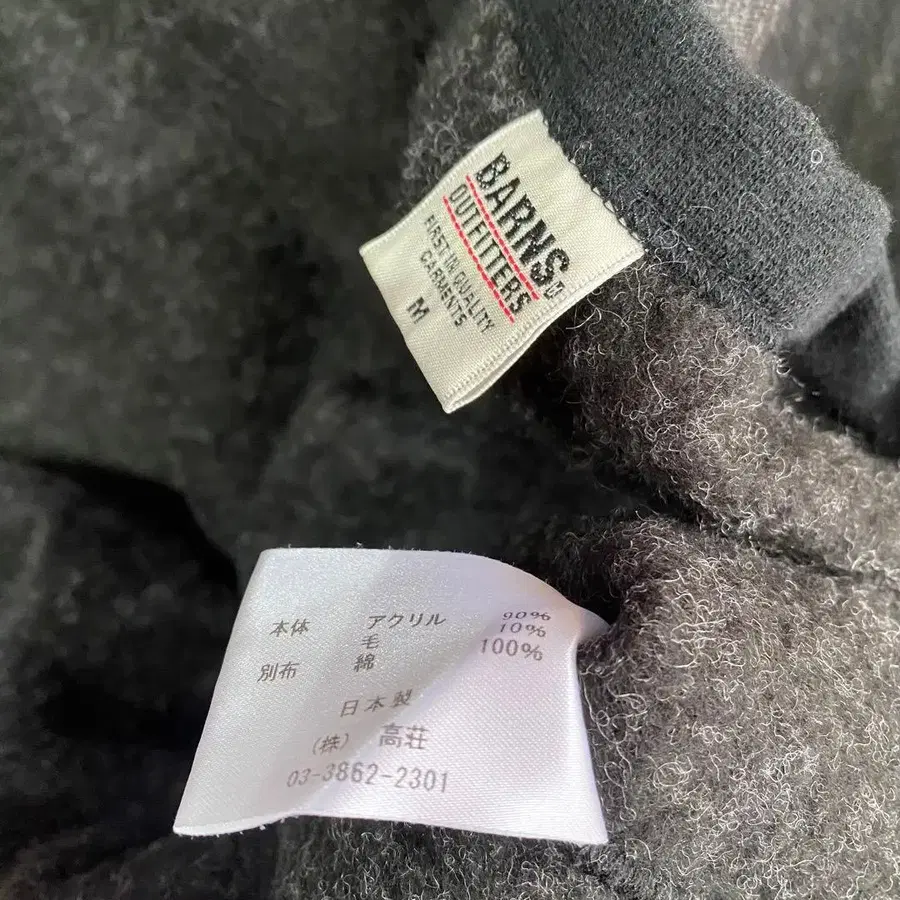 BARNS
OUTFITTERS
FIRST IN QUALITY
GARMENTS
M
本体 アクリル 90%
毛 10%
別布 綿 100%
日本製
(株) 高荘
03-3862-2301